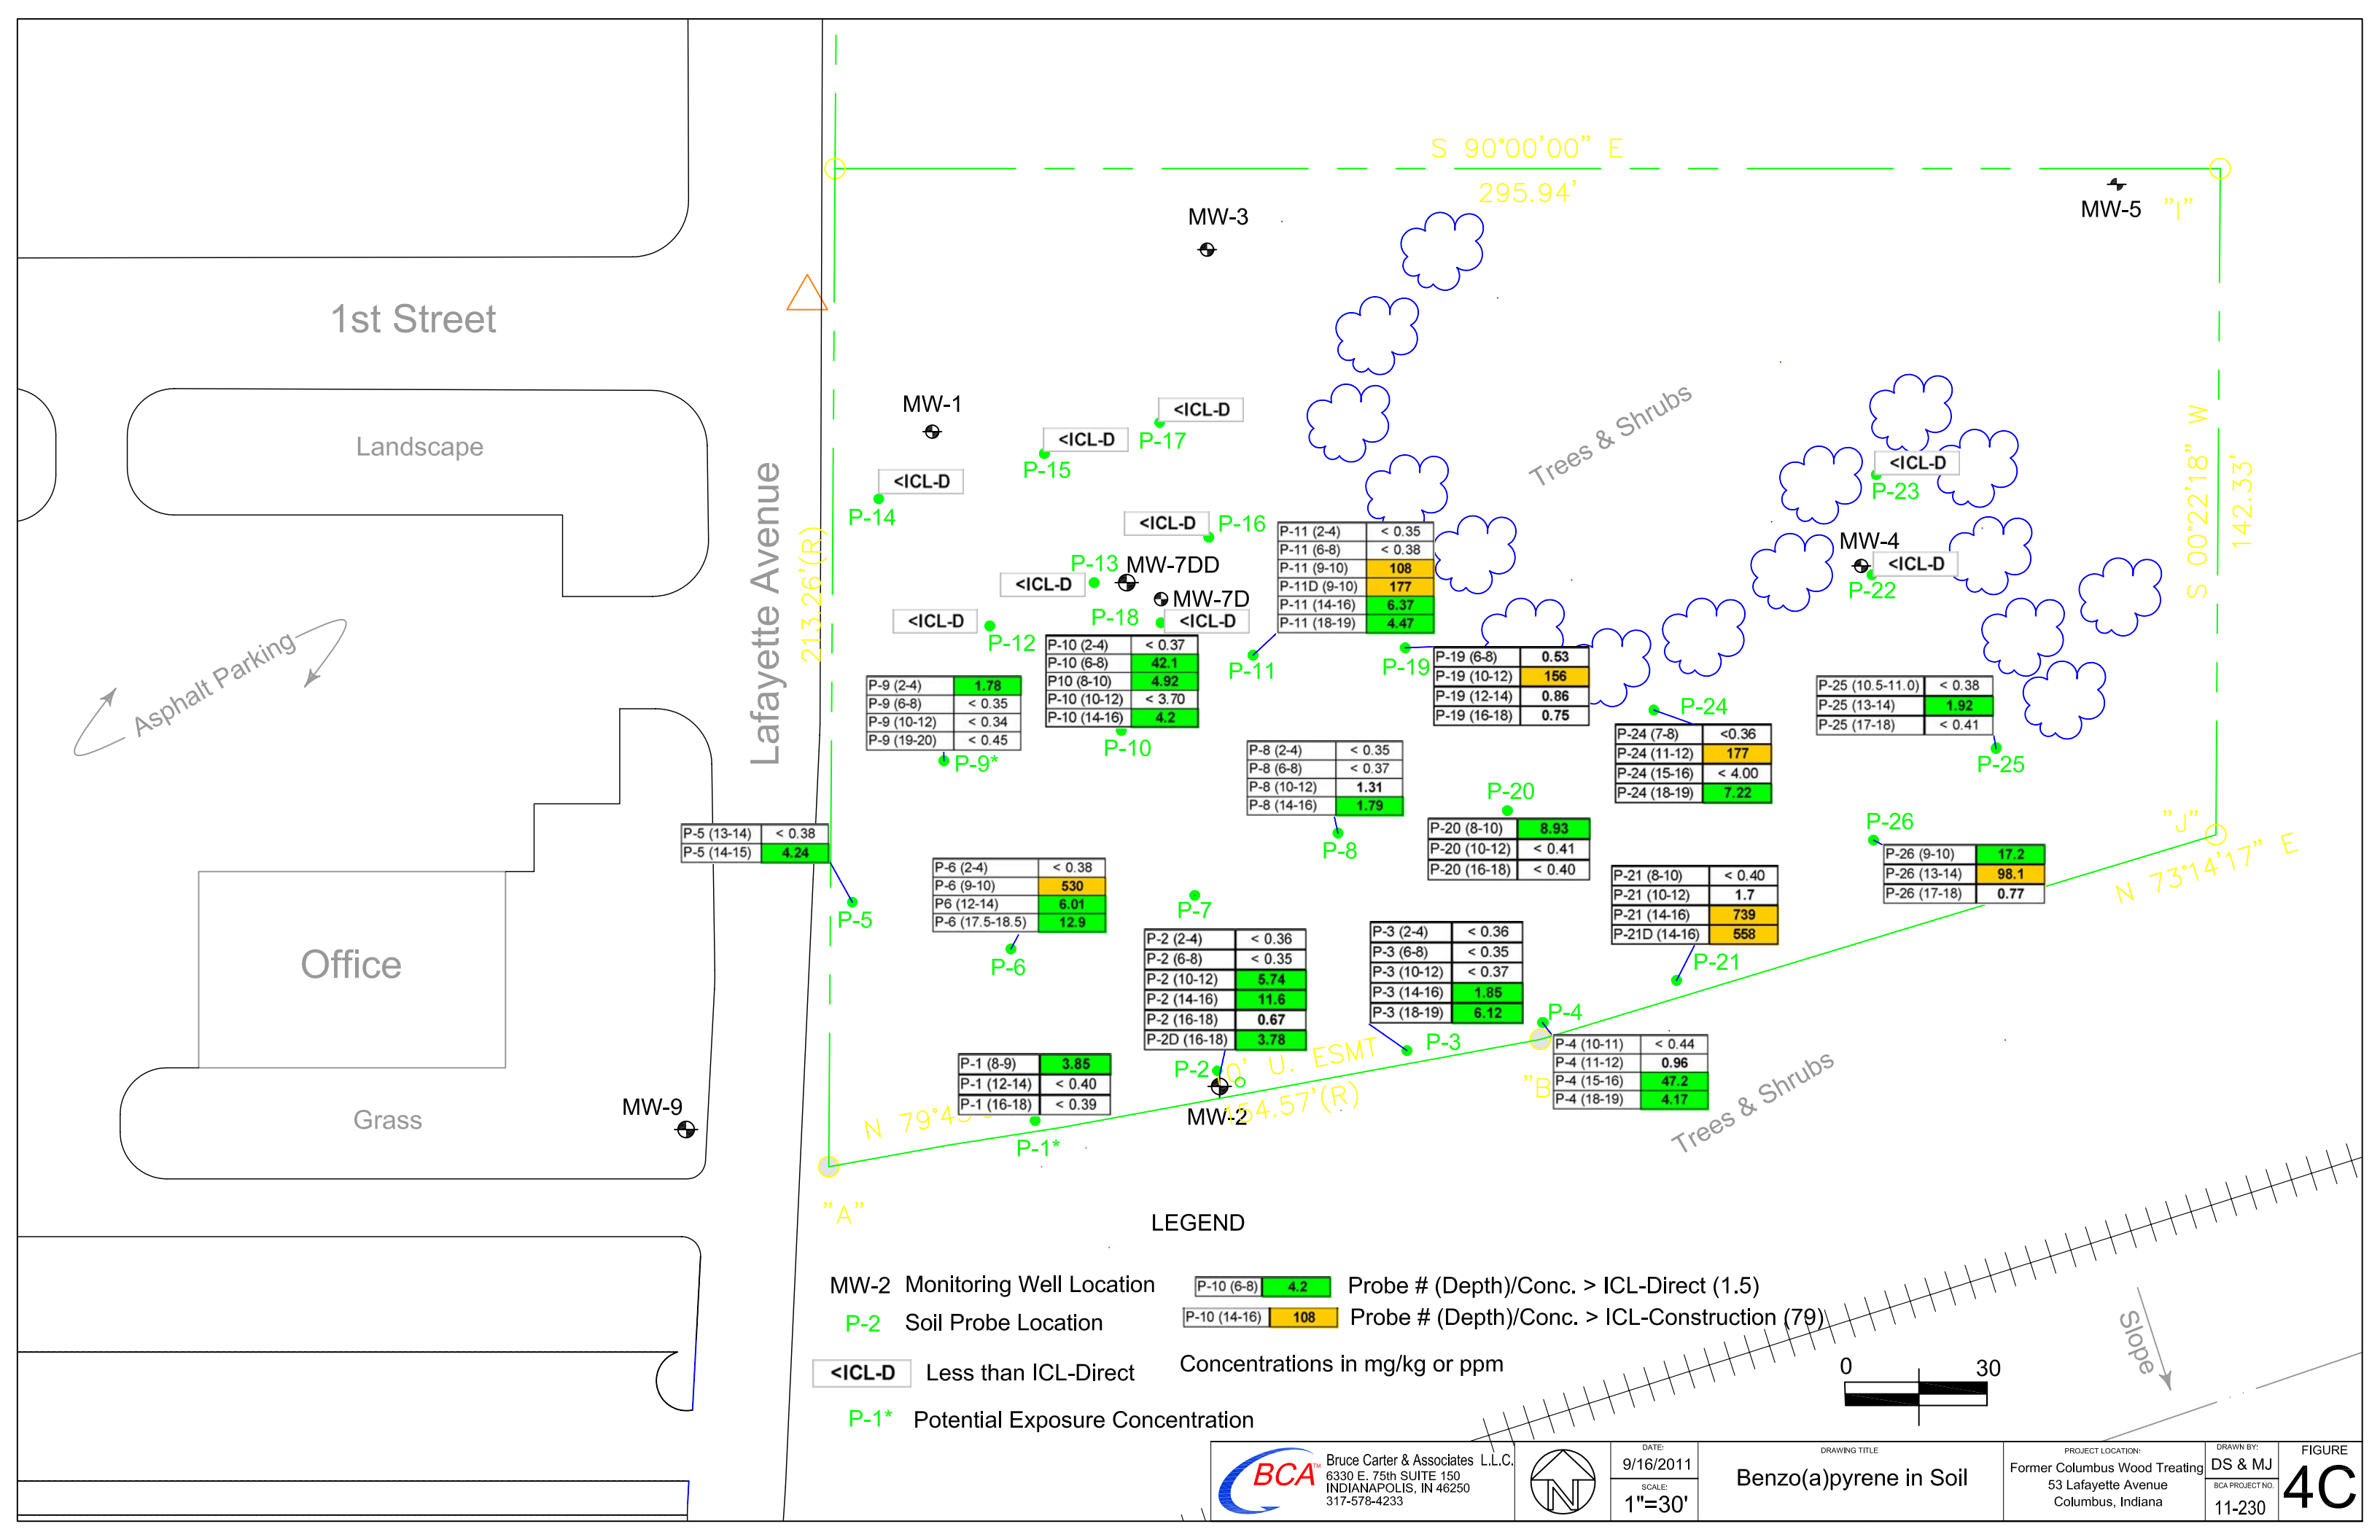 S 90°00'00" E
295.94'
MW-3
MW-5
"I"
1st Street
MW-1
Landscape
<ICL-D
P-17
<ICL-D
P-15
<ICL-D
P-14
Trees & Shrubs
<ICL-D
P-23
S 00°22'18" W
142.33'
Lafayette Avenue
213.26'(R)
<ICL-D
P-16
P-13
MW-7DD
<ICL-D
MW-7D
P-18
<ICL-D
<ICL-D
P-12
MW-4
<ICL-D
P-22
P-11 (2-4) < 0.35
P-11 (6-8) < 0.38
P-11 (9-10) 108
P-11D (9-10) 177
P-11 (14-16) 6.37
P-11 (18-19) 4.47
P-11
P-10 (2-4) < 0.37
P-10 (6-8) 42.1
P10 (8-10) 4.92
P-10 (10-12) < 3.70
P-10 (14-16) 4.2
P-10
P-9 (2-4) 1.78
P-9 (6-8) < 0.35
P-9 (10-12) < 0.34
P-9 (19-20) < 0.45
P-9*
P-19
P-19 (6-8) 0.53
P-19 (10-12) 156
P-19 (12-14) 0.86
P-19 (16-18) 0.75
Asphalt Parking
P-24
P-24 (7-8) <0.36
P-24 (11-12) 177
P-24 (15-16) < 4.00
P-24 (18-19) 7.22
P-25 (10.5-11.0) < 0.38
P-25 (13-14) 1.92
P-25 (17-18) < 0.41
P-25
P-8 (2-4) < 0.35
P-8 (6-8) < 0.37
P-8 (10-12) 1.31
P-8 (14-16) 1.79
P-8
P-20
P-20 (8-10) 8.93
P-20 (10-12) < 0.41
P-20 (16-18) < 0.40
P-5 (13-14) < 0.38
P-5 (14-15) 4.24
P-5
P-6 (2-4) < 0.38
P-6 (9-10) 530
P6 (12-14) 6.01
P-6 (17.5-18.5) 12.9
P-6
P-7
P-26
P-26 (9-10) 17.2
P-26 (13-14) 98.1
P-26 (17-18) 0.77
"J"
N 73°14'17" E
P-21 (8-10) < 0.40
P-21 (10-12) 1.7
P-21 (14-16) 739
P-21D (14-16) 558
P-21
Office
P-2 (2-4) < 0.36
P-2 (6-8) < 0.35
P-2 (10-12) 5.74
P-2 (14-16) 11.6
P-2 (16-18) 0.67
P-2D (16-18) 3.78
P-2
MW-2
P-3 (2-4) < 0.36
P-3 (6-8) < 0.35
P-3 (10-12) < 0.37
P-3 (14-16) 1.85
P-3 (18-19) 6.12
P-3
P-4
P-4 (10-11) < 0.44
P-4 (11-12) 0.96
P-4 (15-16) 47.2
P-4 (18-19) 4.17
"B
P-1 (8-9) 3.85
P-1 (12-14) < 0.40
P-1 (16-18) < 0.39
P-1*
U. ESMT
54.57'(R)
N 79°
MW-9
Grass
Trees & Shrubs
"A"
LEGEND
MW-2 Monitoring Well Location
P-10 (6-8) 4.2 Probe # (Depth)/Conc. > ICL-Direct (1.5)
P-2 Soil Probe Location
P-10 (14-16) 108 Probe # (Depth)/Conc. > ICL-Construction (79)
<ICL-D Less than ICL-Direct
Concentrations in mg/kg or ppm
P-1* Potential Exposure Concentration
0 30
Slope
BCA™
Bruce Carter & Associates L.L.C.
6330 E. 75th SUITE 150
INDIANAPOLIS, IN 46250
317-578-4233
N
DATE:
9/16/2011
SCALE:
1"=30'
DRAWING TITLE
Benzo(a)pyrene in Soil
PROJECT LOCATION:
Former Columbus Wood Treating
53 Lafayette Avenue
Columbus, Indiana
DRAWN BY:
DS & MJ
BCA PROJECT NO.
11-230
FIGURE
4C